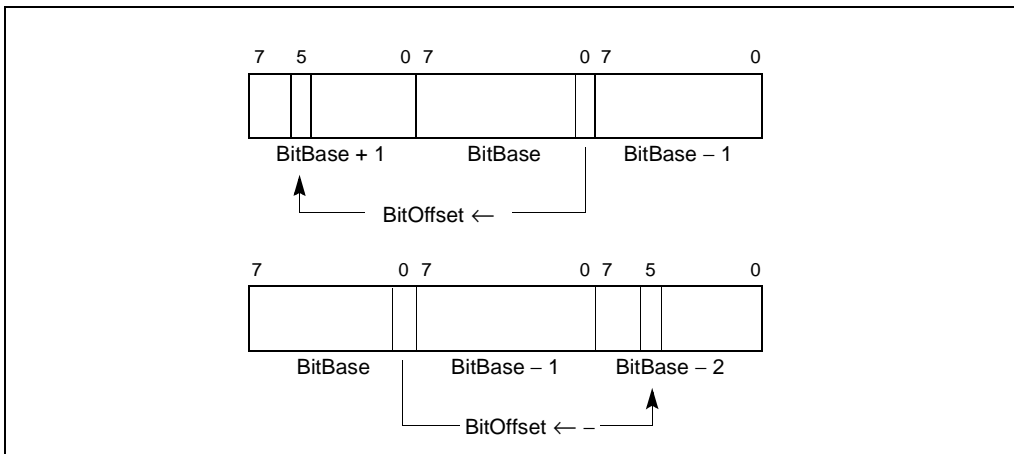 7 5 0 7 0 7 0
BitBase + 1 BitBase BitBase − 1
BitOffset ←
7 0 7 0 7 5 0
BitBase BitBase − 1 BitBase − 2
BitOffset ← −